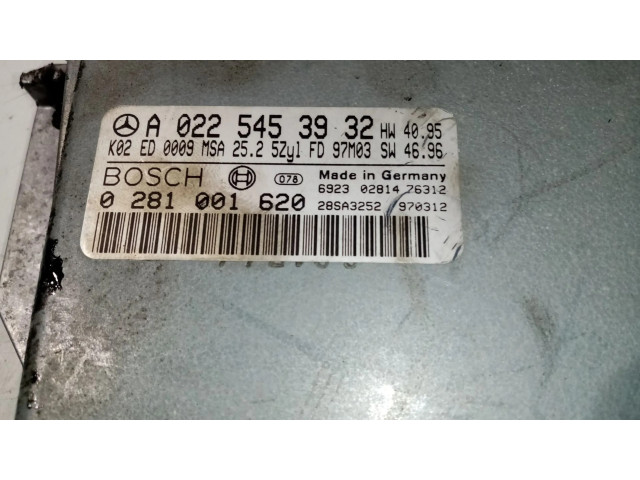 A 022 545 39 32 HW 40.95
K02 ED 0009 MSA 25.2 5Zyl FD 97M03 SW 46.96
BOSCH 078 Made in Germany
6923 02814 76312
0 281 001 620 28SA3252 970312